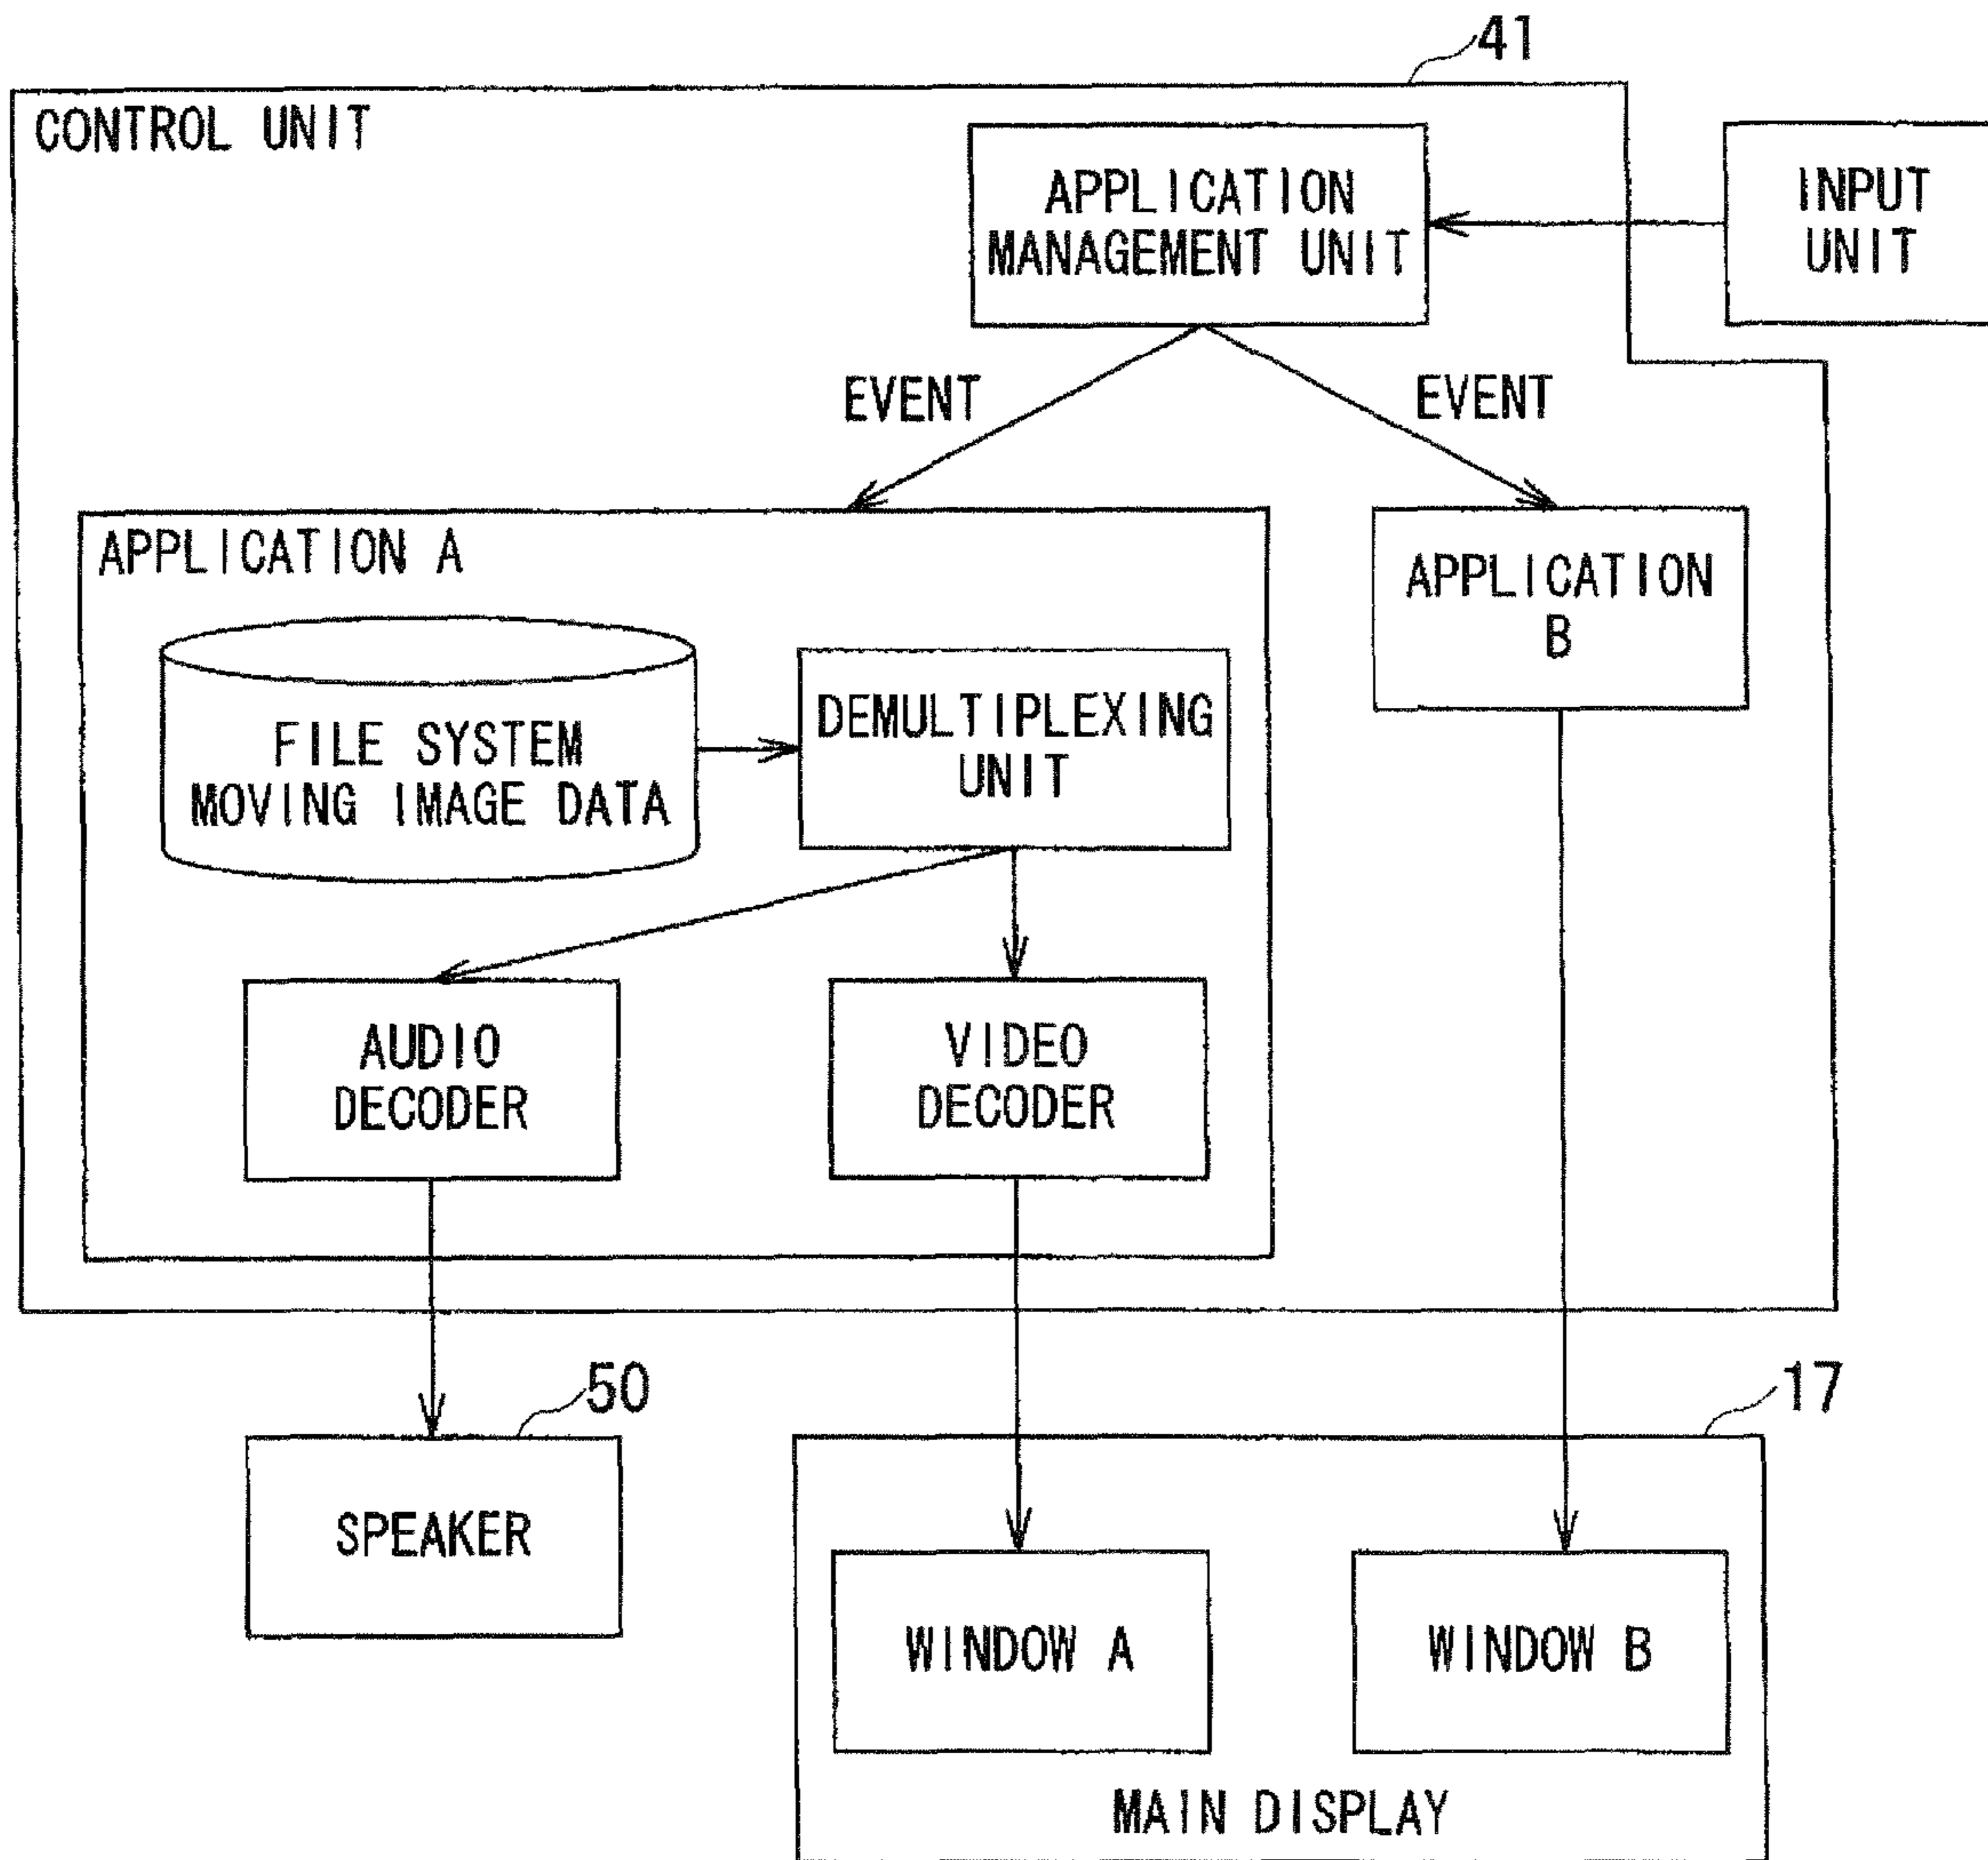 41
CONTROL UNIT
APPLICATION
MANAGEMENT UNIT
INPUT
UNIT
EVENT
EVENT
APPLICATION A
APPLICATION
B
FILE SYSTEM
MOVING IMAGE DATA
DEMULTIPLEXING
UNIT
AUDIO
DECODER
VIDEO
DECODER
50
17
SPEAKER
WINDOW A
WINDOW B
MAIN DISPLAY